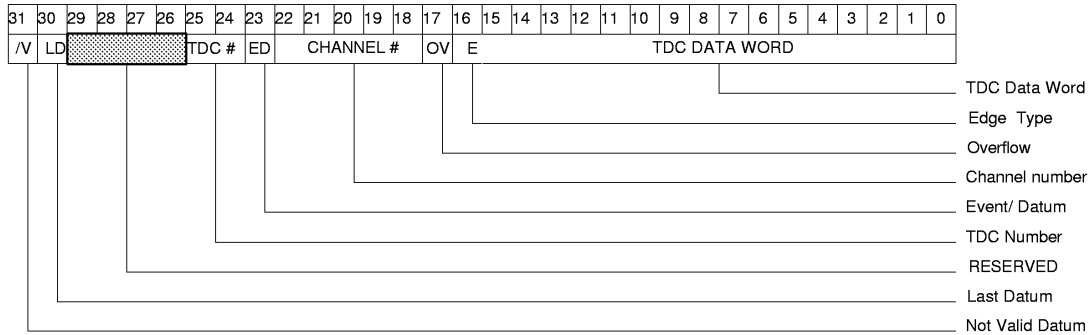 31 30 29 28 27 26 25 24 23 22 21 20 19 18 17 16 15 14 13 12 11 10 9 8 7 6 5 4 3 2 1 0
/V LD TDC # ED CHANNEL # OV E TDC DATA WORD
TDC Data Word
Edge Type
Overflow
Channel number
Event/ Datum
TDC Number
RESERVED
Last Datum
Not Valid Datum